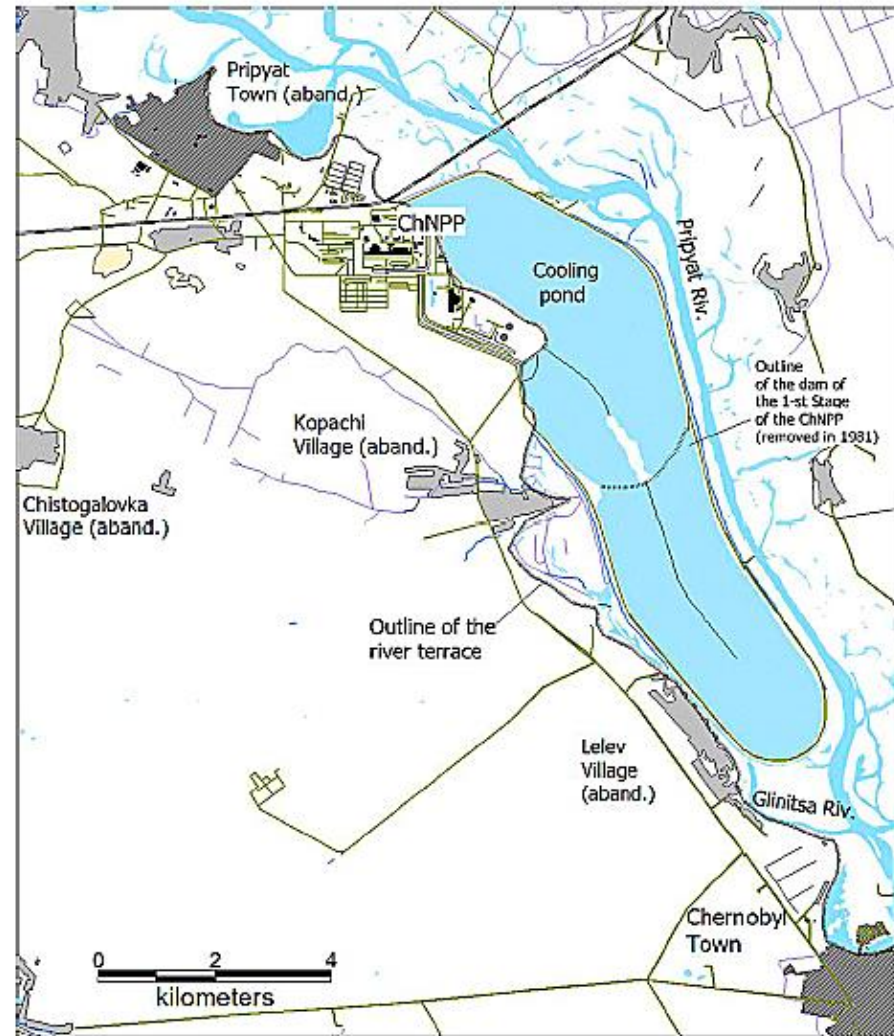 Pripyat
Town (aband.)
ChNPP
Cooling
pond
Pripyat Riv.
Outline
of the dam of
the 1-st Stage
of the ChNPP
(removed in 1981)
Kopachi
Village (aband.)
Chistogalovka
Village (aband.)
Outline of the
river terrace
Lelev
Village
(aband.)
Glinitsa Riv.
Chernobyl
Town
0 2 4
kilometers